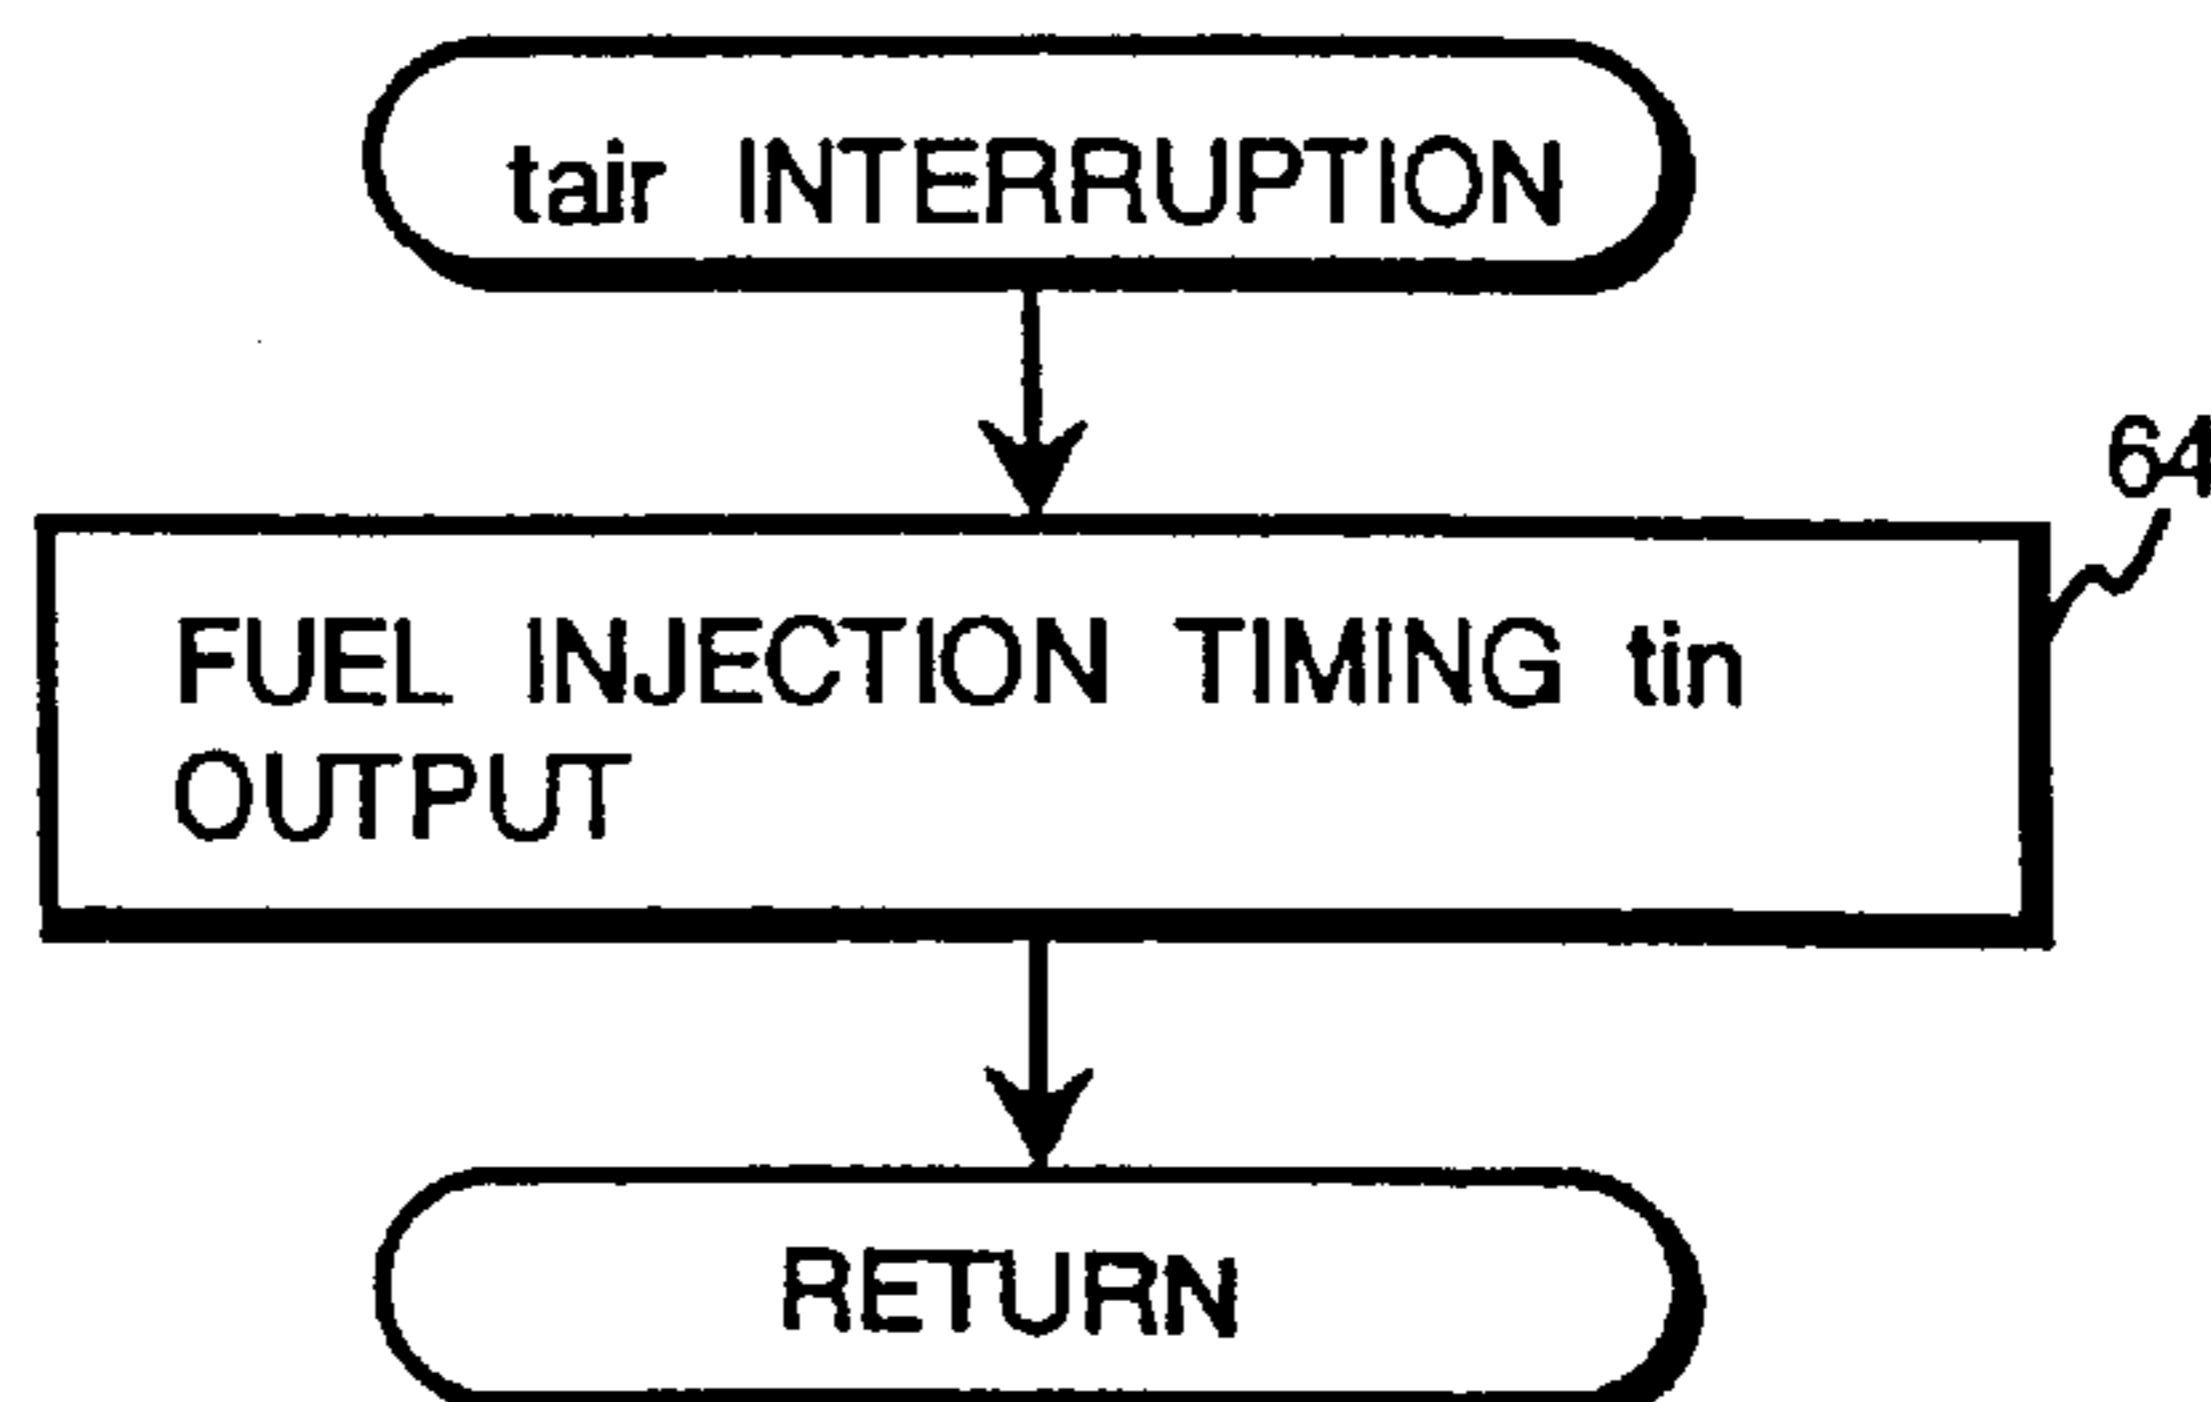 tair INTERRUPTION
64
FUEL INJECTION TIMING tin
OUTPUT
RETURN